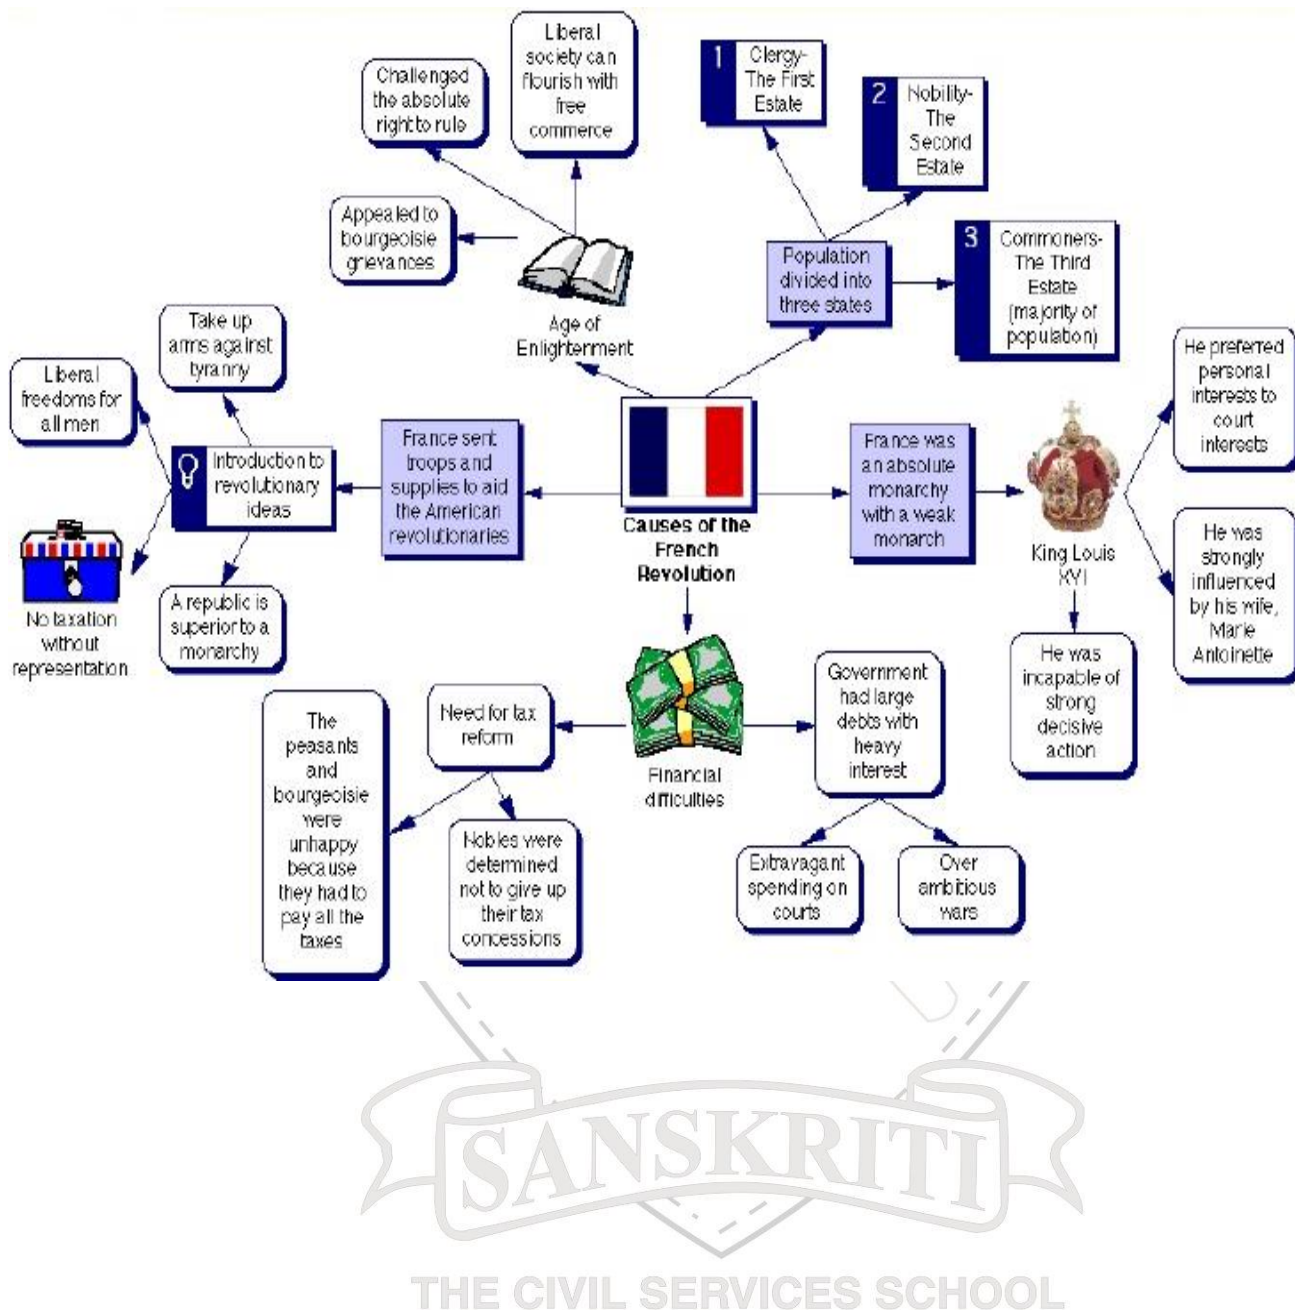 Liberal
society can
flourish with
free
commerce
Challenged
the absolute
right to rule
Appealed to
bourgeoisie
grievances
Age of
Enlightenment
1
Clergy-
The First
Estate
2
Nobility-
The
Second
Estate
3
Commoners-
The Third
Estate
(majority of
population)
Population
divided into
three states
Take up
arms against
tyranny
Liberal
freedoms for
all men
Introduction to
revolutionary
ideas
No taxation
without
representation
A republic is
superior to a
monarchy
France sent
troops and
supplies to aid
the American
revolutionaries
Causes of the
French
Revolution
France was
an absolute
monarchy
with a weak
monarch
King Louis
XVI
He preferred
personal
interests to
court
interests
He was
strongly
influenced
by his wife,
Marie
Antoinette
He was
incapable of
strong
decisive
action
Financial
difficulties
Need for tax
reform
The
peasants
and
bourgeoisie
were
unhappy
because
they had to
pay all the
taxes
Nobles were
determined
not to give up
their tax
concessions
Government
had large
debts with
heavy
interest
Extravagant
spending on
courts
Over
ambitious
wars
SANSKRITI
THE CIVIL SERVICES SCHOOL